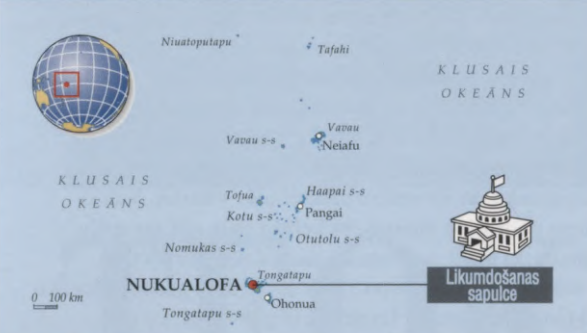 Niuatoputapu
Tafahi
KLUSAIS
OKEĀNS
Vavau
Vavau s-s
Neiafu
KLUSAIS
OKEĀNS
Tofua
Haapai s-s
Kotu s-s
Pangai
Otutolu s-s
Nomukas s-s
Tongatapu
NUKUALOFA
Likumdošanas
sapulce
0 100 km
Ohonua
Tongatapu s-s